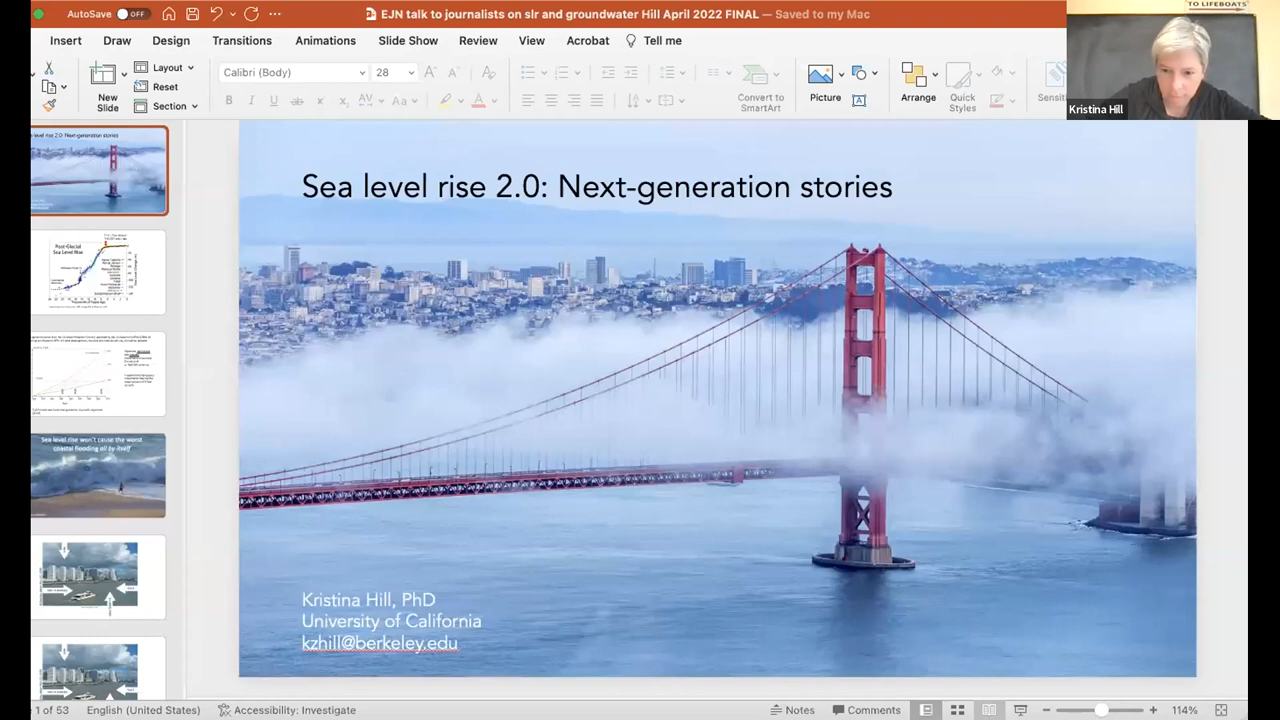 AutoSave OFF
EJN talk to journalists on slr and groundwater Hill April 2022 FINAL — Saved to my Mac
TO LIFEBOATS
Insert Draw Design Transitions Animations Slide Show Review View Acrobat Tell me
New Slide
Layout
Reset
Section
Calibri (Body) 28
Convert to SmartArt
Picture
Arrange
Quick Styles
Sensiti
Kristina Hill
Sea level rise 2.0: Next-generation stories
Post-Glacial
Sea Level Rise
Sea level rise won't cause the worst
coastal flooding all by itself
Kristina Hill, PhD
University of California
kzhill@berkeley.edu
1 of 53 English (United States) Accessibility: Investigate Notes Comments 114%